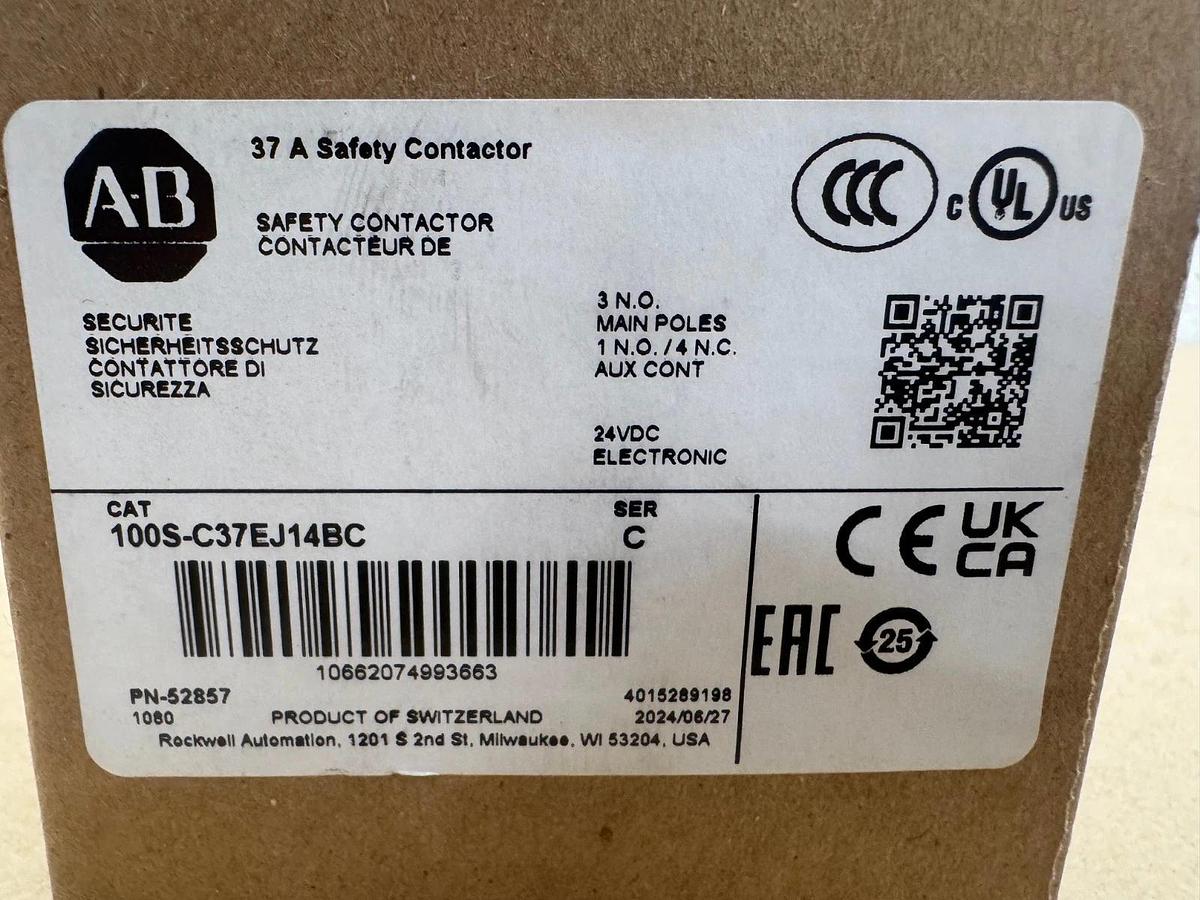 A-B
37 A Safety Contactor
SAFETY CONTACTOR
CONTACTEUR DE
SECURITE
SICHERHEITSSCHUTZ
CONTATTORE DI
SICUREZZA
3 N.O.
MAIN POLES
1 N.O. / 4 N.C.
AUX CONT
24VDC
ELECTRONIC
CCC
C UL US
CAT
100S-C37EJ14BC
SER
C
10662074993663
PN-52857
4015289198
1080
PRODUCT OF SWITZERLAND
2024/06/27
Rockwell Automation, 1201 S 2nd St, Milwaukee, WI 53204, USA
CE
UK
CA
EAC
25